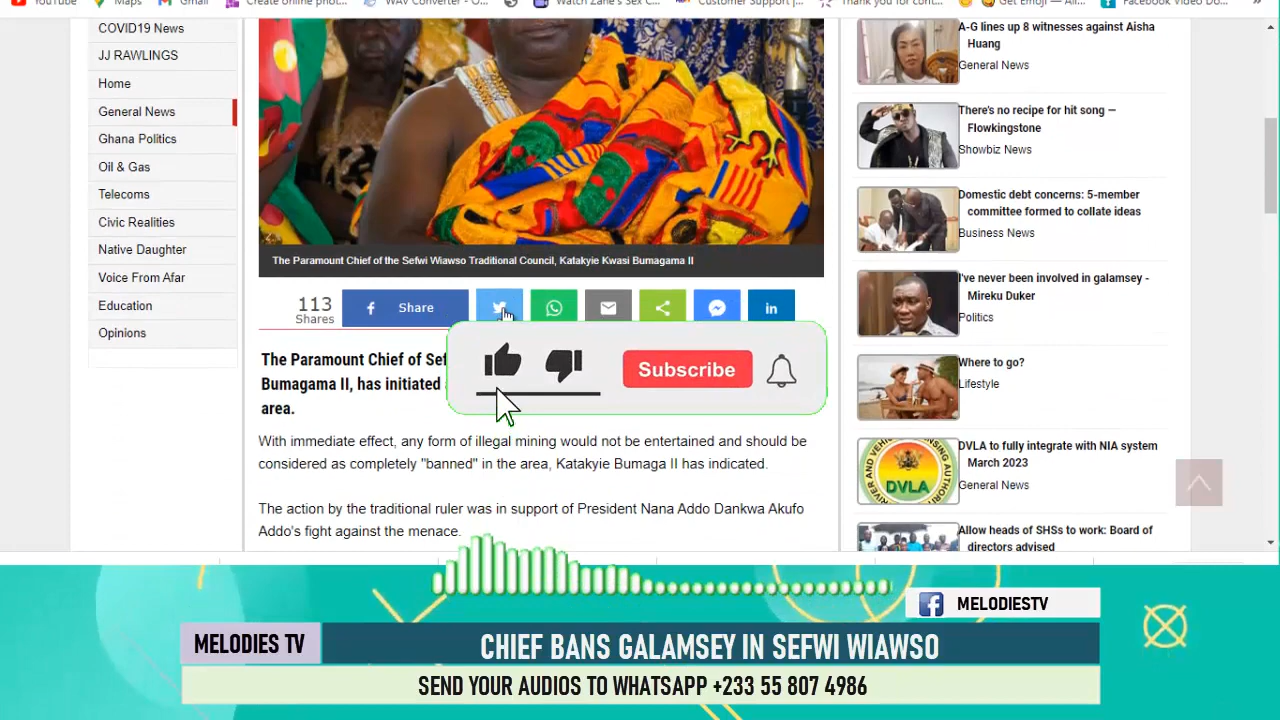 YouTube
Maps
Gmail
Create online phot...
WAV Converter - O...
Customer Support |...
Thank you for cont...
Get Emoji — All...
Facebook Video Do...
»
COVID19 News
JJ RAWLINGS
Home
General News
Ghana Politics
Oil & Gas
Telecoms
Civic Realities
Native Daughter
Voice From Afar
Education
Opinions
The Paramount Chief of the Sefwi Wiawso Traditional Council, Katakyie Kwasi Bumagama II
113
Shares
Share
in
The Paramount Chief of Sef
Bumagama II, has initiated
area.
Subscribe
With immediate effect, any form of illegal mining would not be entertained and should be
considered as completely "banned" in the area, Katakyie Bumaga II has indicated.
The action by the traditional ruler was in support of President Nana Addo Dankwa Akufo
Addo's fight against the menace.
A-G lines up 8 witnesses against Aisha
Huang
General News
There's no recipe for hit song —
Flowkingstone
Showbiz News
Domestic debt concerns: 5-member
committee formed to collate ideas
Business News
I've never been involved in galamsey -
Mireku Duker
Politics
Where to go?
Lifestyle
DVLA to fully integrate with NIA system
March 2023
General News
DVLA
Allow heads of SHSs to work: Board of
directors advised
MELODIESTV
MELODIES TV
CHIEF BANS GALAMSEY IN SEFWI WIAWSO
SEND YOUR AUDIOS TO WHATSAPP +233 55 807 4986